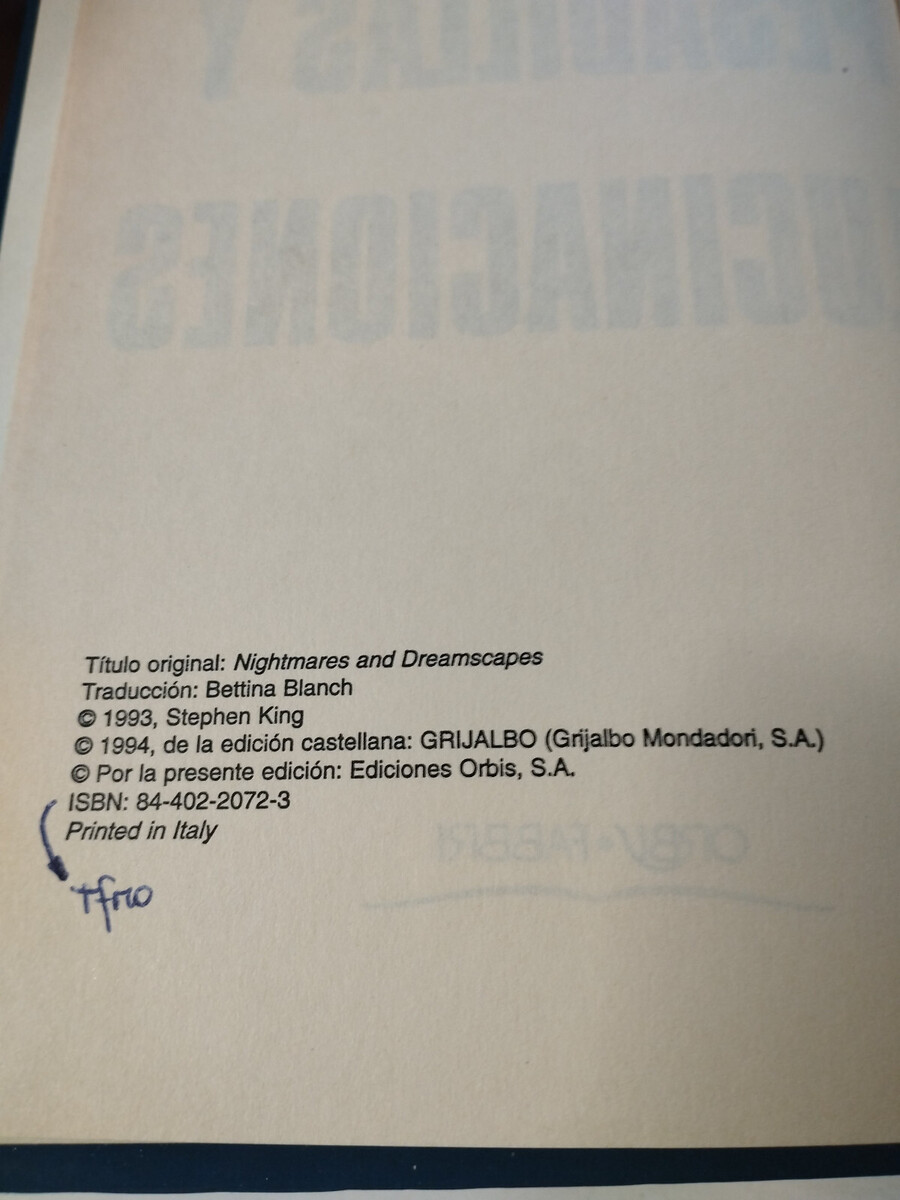 Título original: Nightmares and Dreamscapes
Traducción: Bettina Blanch
© 1993, Stephen King
© 1994, de la edición castellana: GRIJALBO (Grijalbo Mondadori, S.A.)
© Por la presente edición: Ediciones Orbis, S.A.
ISBN: 84-402-2072-3
Printed in Italy